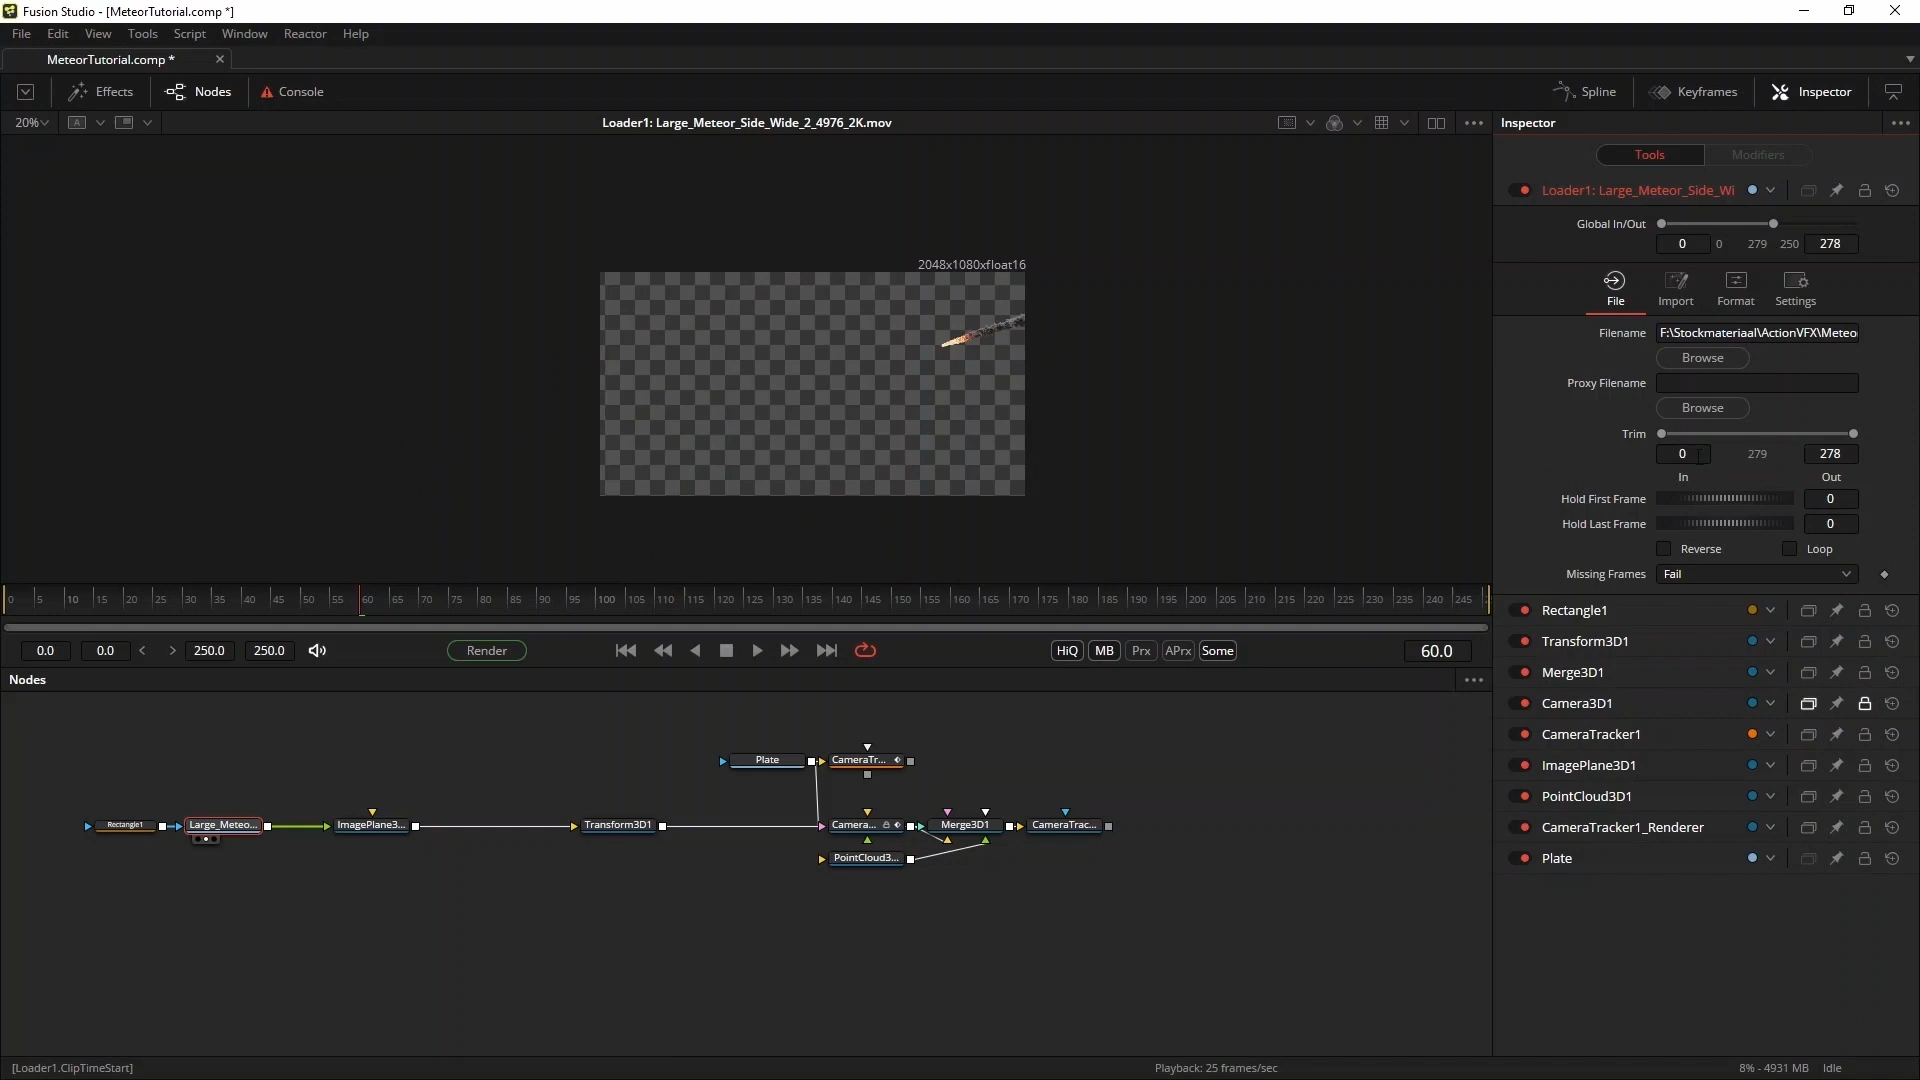 Fusion Studio - [MeteorTutorial.comp *]
File Edit View Tools Script Window Reactor Help
MeteorTutorial.comp *
Effects Nodes Console Spline Keyframes Inspector
20% A Loader1: Large_Meteor_Side_Wide_2_4976_2K.mov Inspector
Tools Modifiers
Loader1: Large_Meteor_Side_Wi
Global In/Out
0 0 279 250 278
2048x1080xfloat16
File Import Format Settings
Filename F:\Stockmateriaal\ActionVFX\Meteo
Browse
Proxy Filename
Browse
Trim
0 279 278
In Out
Hold First Frame 0
Hold Last Frame 0
Reverse Loop
Missing Frames Fail
0 5 10 15 20 25 30 35 40 45 50 55 60 65 70 75 80 85 90 95 100 105 110 115 120 125 130 135 140 145 150 155 160 165 170 175 180 185 190 195 200 205 210 215 220 225 230 235 240 245
0.0 0.0 < > 250.0 250.0 Render HiQ MB Prx APrx Some 60.0
Nodes
Rectangle1
Transform3D1
Merge3D1
Camera3D1
CameraTracker1
ImagePlane3D1
PointCloud3D1
CameraTracker1_Renderer
Plate
Plate CameraTr...
Rectangle1 Large_Meteo... ImagePlane3... Transform3D1 Camera... Merge3D1 CameraTrac...
PointCloud3...
[Loader1.ClipTimeStart] Playback: 25 frames/sec 8% - 4931 MB Idle